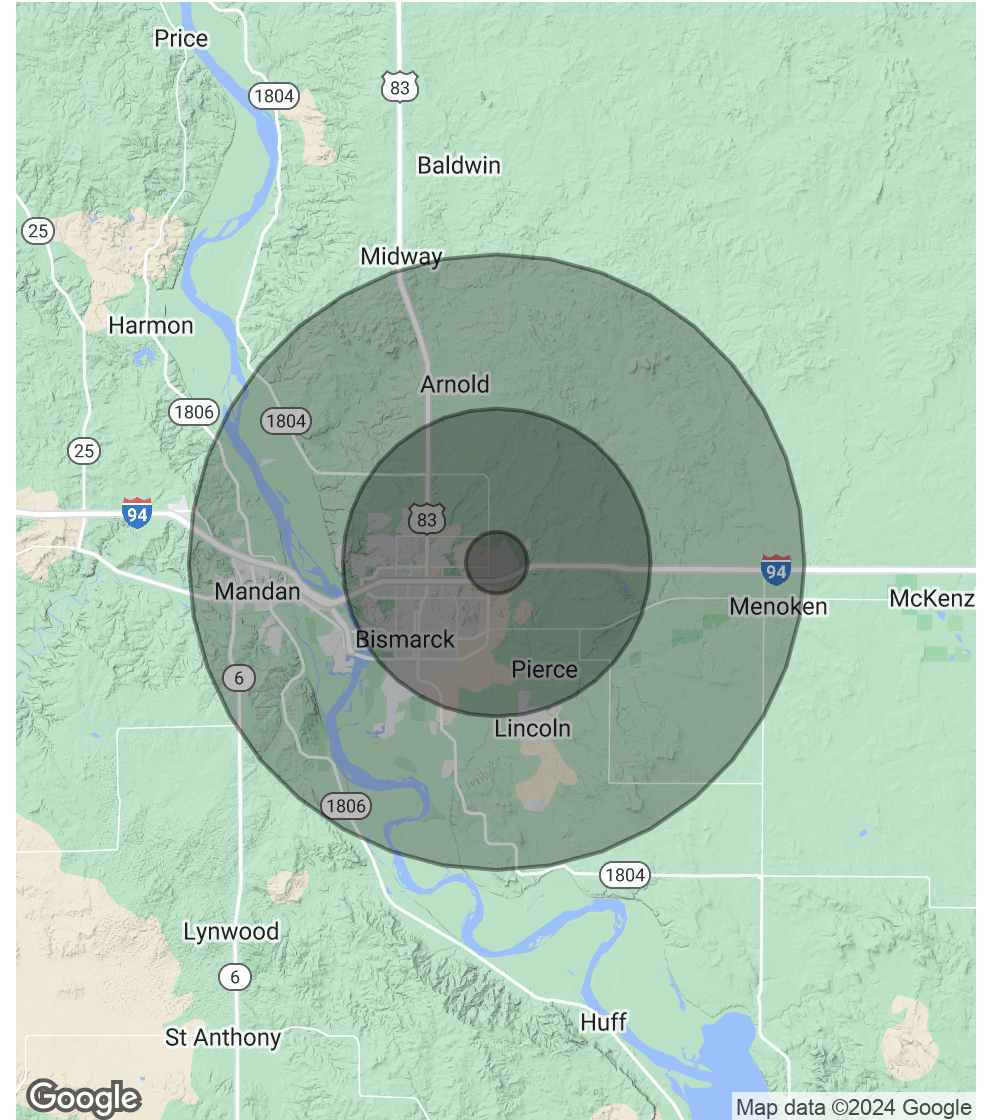 Price
1804
83
Baldwin
25
Midway
Harmon
Arnold
1806
1804
25
94
83
94
Mandan
Menoken
McKenz
Bismarck
Pierce
6
Lincoln
1806
1804
Lynwood
6
Huff
St Anthony
Google
Map data ©2024 Google